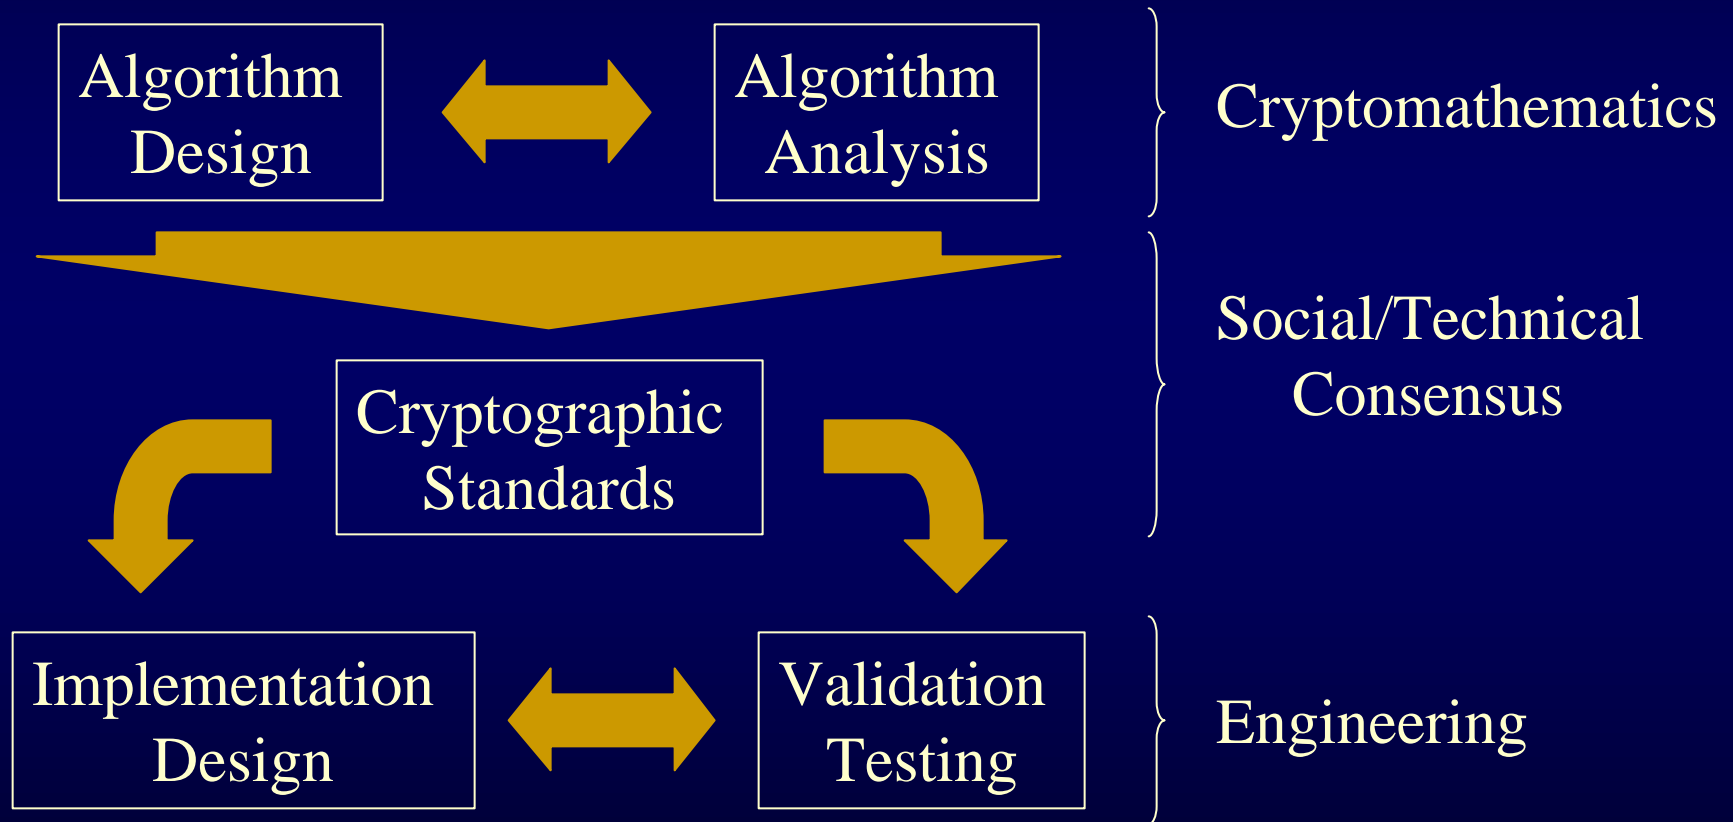 Algorithm
Design
Algorithm
Analysis
Cryptomathematics
Cryptographic
Standards
Social/Technical
Consensus
Implementation
Design
Validation
Testing
Engineering